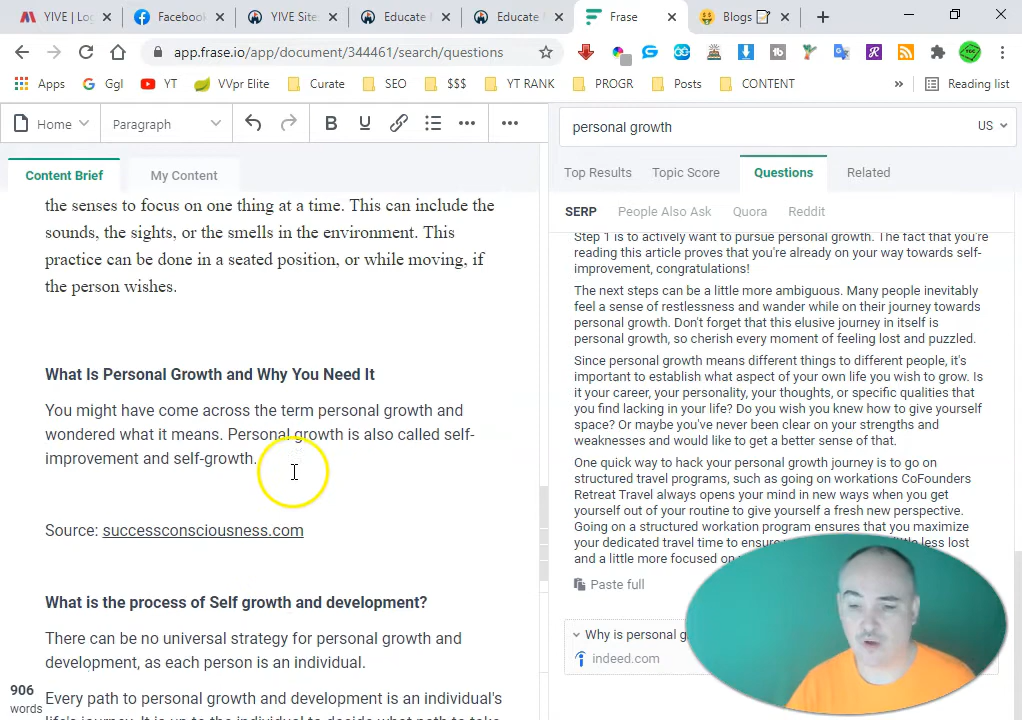 YIVE | Log
Facebook
YIVE Site
Educate
Educate
Frase
Blogs
app.frase.io/app/document/344461/search/questions
Apps
Ggl
YT
VVpr Elite
Curate
SEO
$$$
YT RANK
PROGR
Posts
CONTENT
»
Reading list
Home
Paragraph
B
U
personal growth
US
Content Brief
My Content
Top Results
Topic Score
Questions
Related
SERP
People Also Ask
Quora
Reddit
the senses to focus on one thing at a time. This can include the
sounds, the sights, or the smells in the environment. This
practice can be done in a seated position, or while moving, if
the person wishes.
What Is Personal Growth and Why You Need It
You might have come across the term personal growth and
wondered what it means. Personal growth is also called self-
improvement and self-growth.
Source: successconsciousness.com
What is the process of Self growth and development?
There can be no universal strategy for personal growth and
development, as each person is an individual.
906
words
Every path to personal growth and development is an individual's
life's journey. It is up to the individual to decide what path to take
Step 1 is to actively want to pursue personal growth. The fact that you're
reading this article proves that you're already on your way towards self-
improvement, congratulations!
The next steps can be a little more ambiguous. Many people inevitably
feel a sense of restlessness and wander while on their journey towards
personal growth. Don't forget that this elusive journey in itself is
personal growth, so cherish every moment of feeling lost and puzzled.
Since personal growth means different things to different people, it's
important to establish what aspect of your own life you wish to grow. Is
it your career, your personality, your thoughts, or specific qualities that
you find lacking in your life? Do you wish you knew how to give yourself
space? Or maybe you've never been clear on your strengths and
weaknesses and would like to get a better sense of that.
One quick way to hack your personal growth journey is to go on
structured travel programs, such as going on workations CoFounders
Retreat Travel always opens your mind in new ways when you get
yourself out of your routine to give yourself a fresh new perspective.
Going on a structured workation program ensures that you maximize
your dedicated travel time to ensure little less lost
and a little more focused on
Paste full
Why is personal g
indeed.com